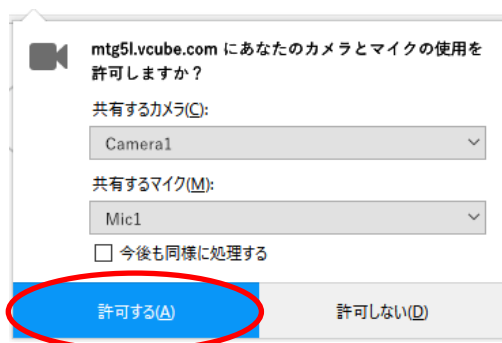 mtg5l.vcube.com にあなたのカメラとマイクの使用を
許可しますか？
共有するカメラ(C):
Camera1
共有するマイク(M):
Mic1
今後も同様に処理する
許可する(A)
許可しない(D)